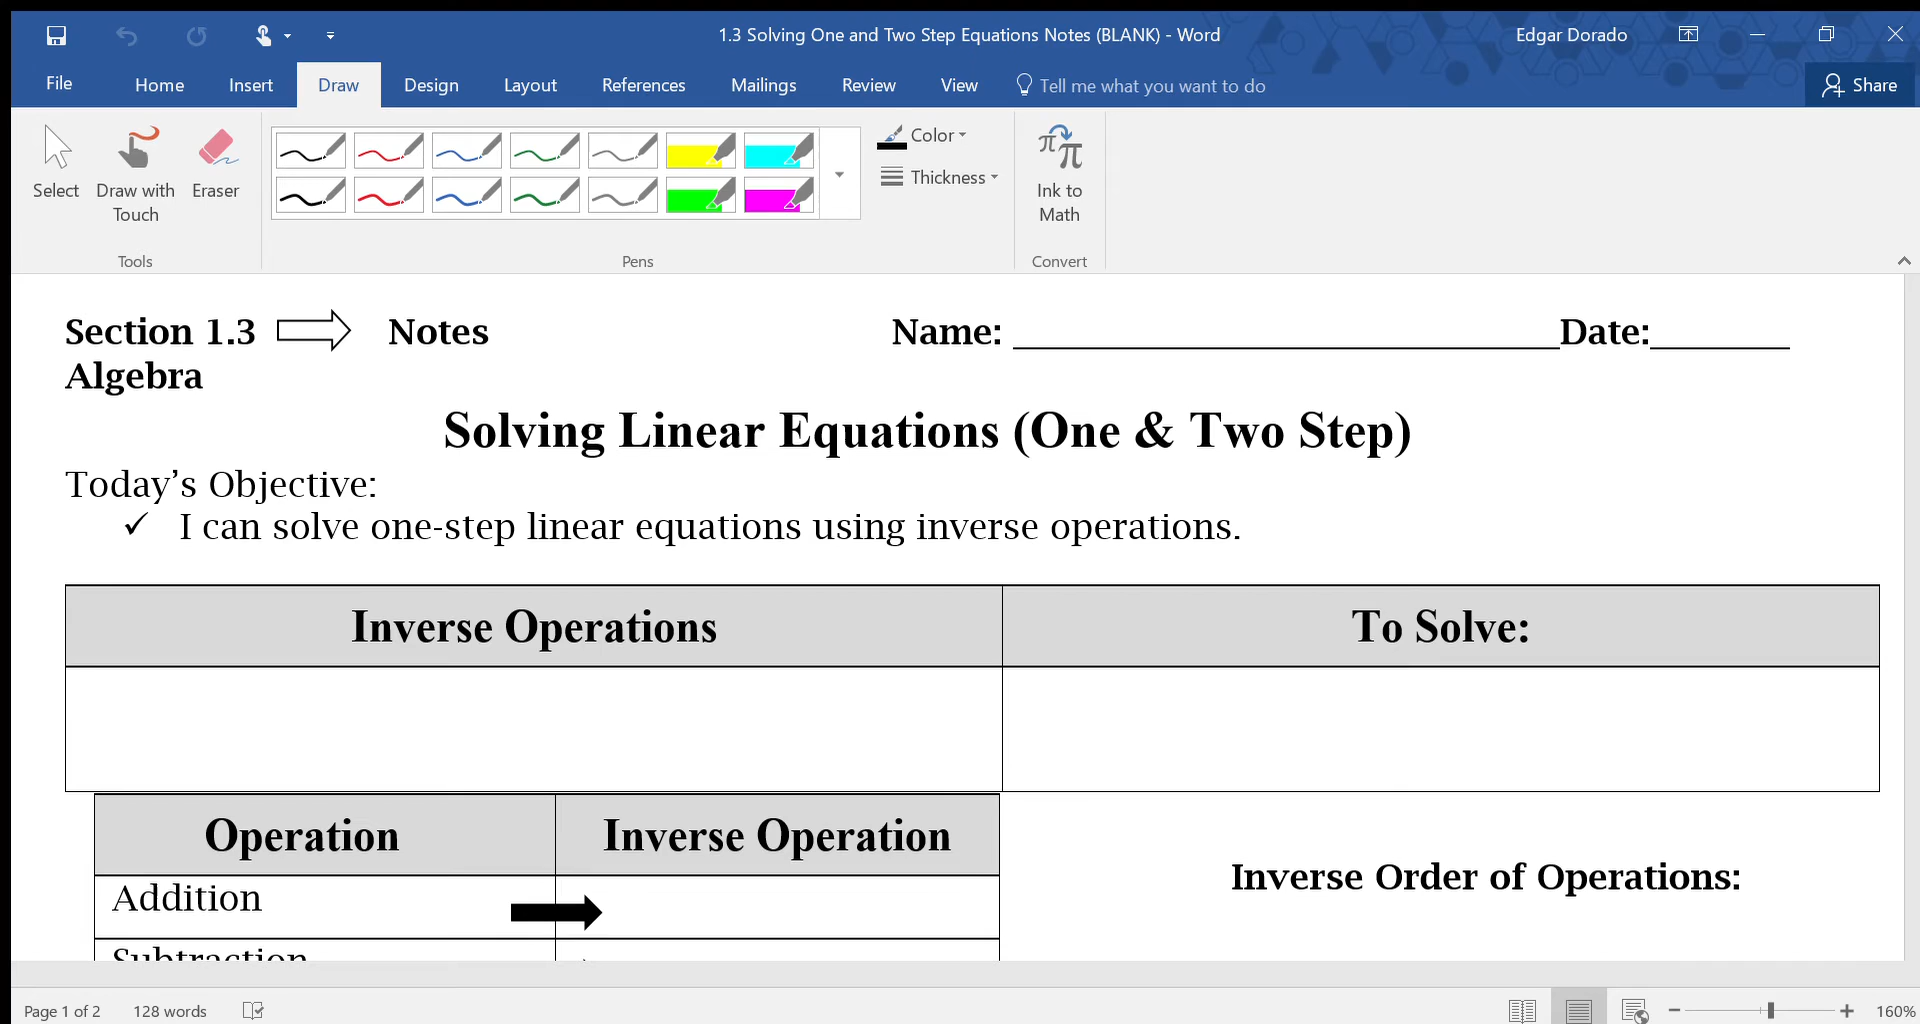 1.3 Solving One and Two Step Equations Notes (BLANK) - Word
Edgar Dorado
File Home Insert Draw Design Layout References Mailings Review View Tell me what you want to do Share
Select
Draw with
Touch
Eraser
Tools
Pens
Color
Thickness
Ink to
Math
Convert
Section 1.3 Notes Name: Date:
Algebra
Solving Linear Equations (One & Two Step)
Today’s Objective:
✓ I can solve one-step linear equations using inverse operations.
Inverse Operations To Solve:
Operation Inverse Operation
Inverse Order of Operations:
Addition
Subtraction
Page 1 of 2 128 words 160%